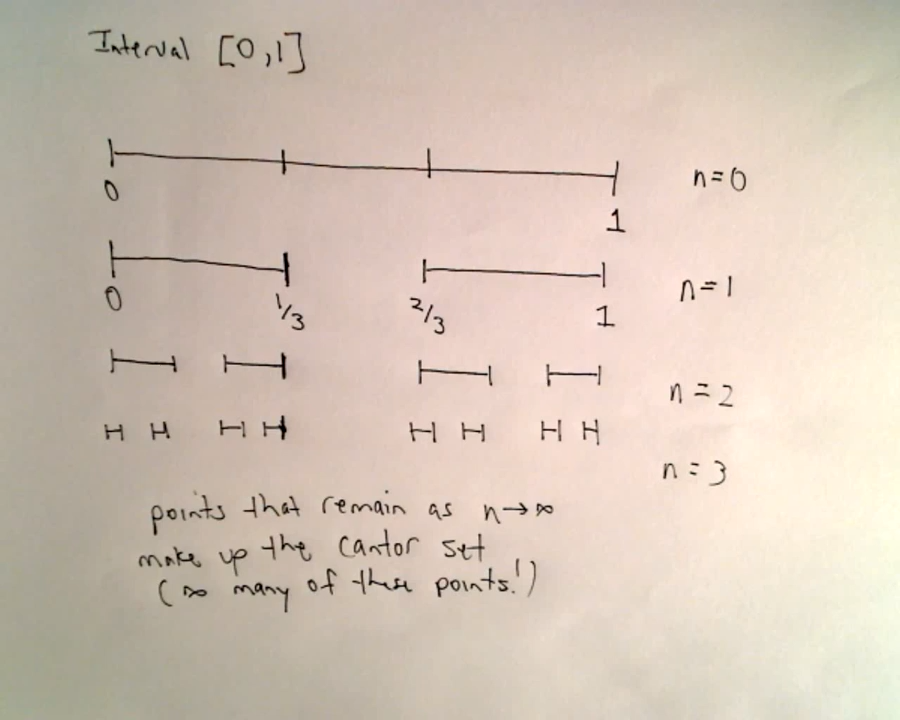 Interval [0,1]
0 1 n=0
0 1/3 2/3 1 n=1
n=2
n=3
points that remain as n→∞
make up the cantor set
(∞ many of these points!)